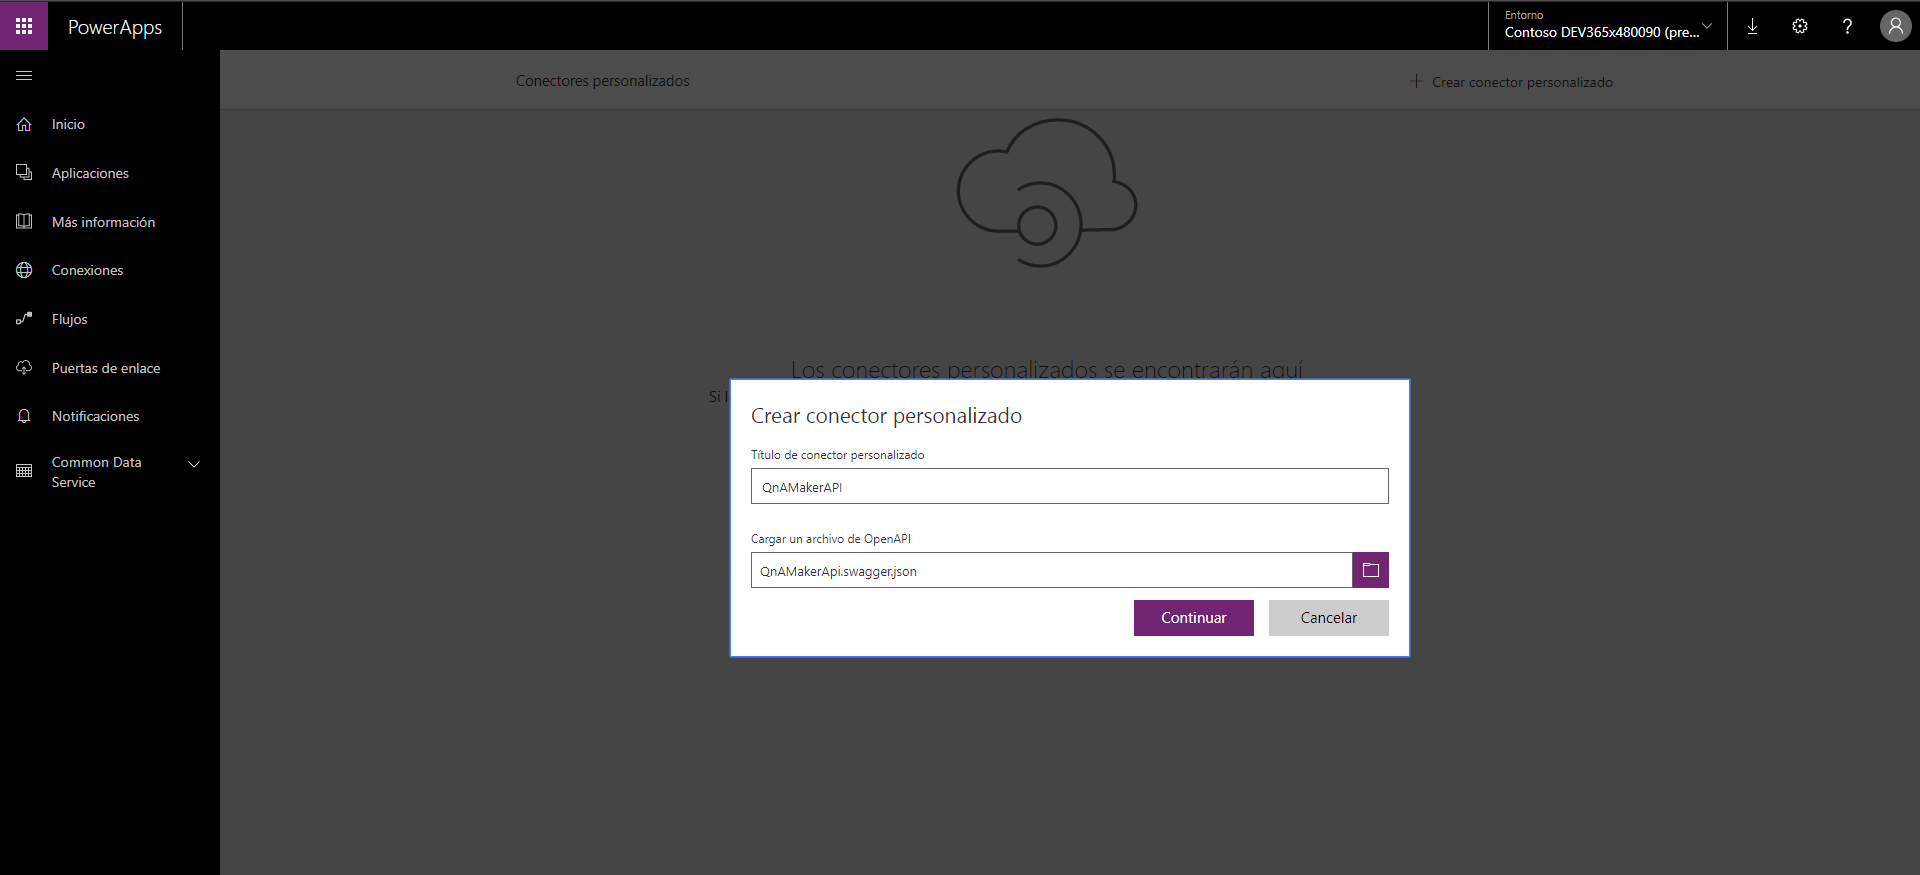 PowerApps
Entorno
Contoso DEV365x480090 (pre...
?
Conectores personalizados
Crear conector personalizado
Inicio
Aplicaciones
Más información
Conexiones
Flujos
Puertas de enlace
Notificaciones
Common Data
Service
Los conectores personalizados se encontrarán aquí
Si l
Crear conector personalizado
Título de conector personalizado
QnAMakerAPI
Cargar un archivo de OpenAPI
QnAMakerApi.swagger.json
Continuar
Cancelar